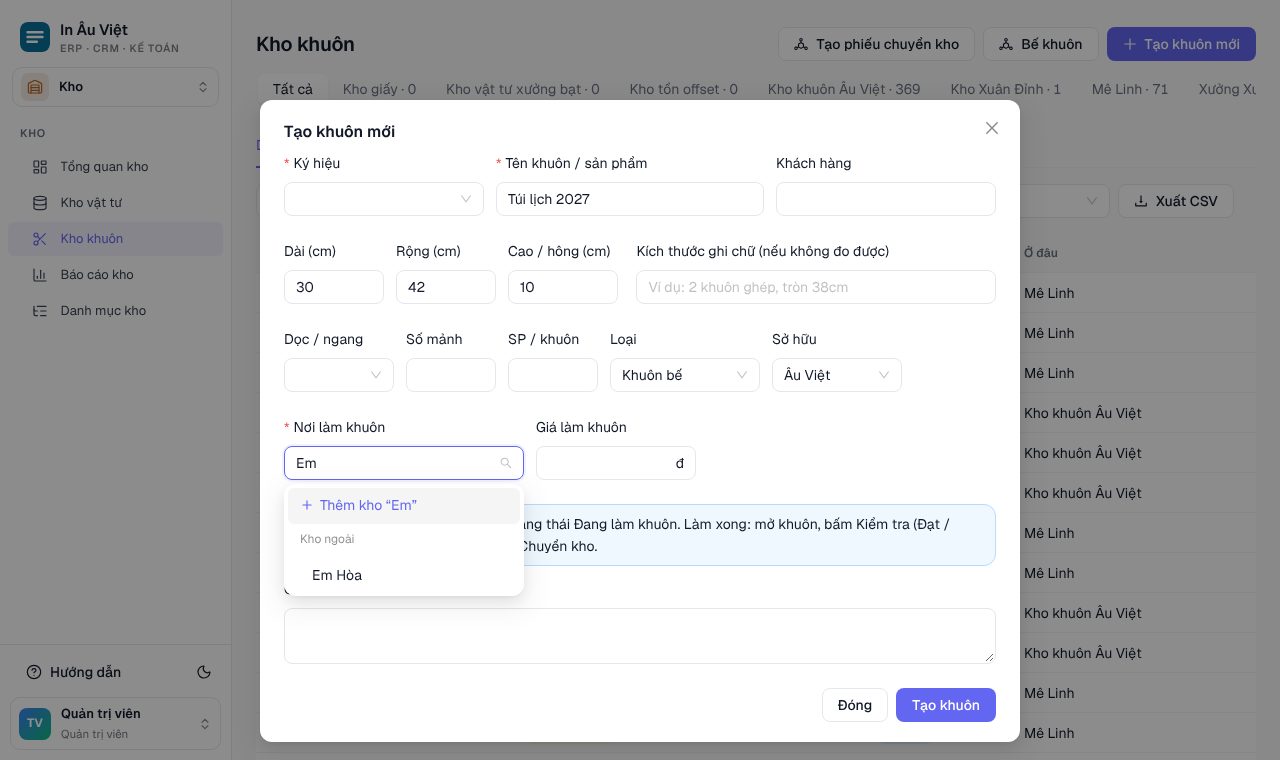 In Âu Việt
ERP · CRM · KẾ TOÁN
Kho
KHO
Tổng quan kho
Kho vật tư
Kho khuôn
Báo cáo kho
Danh mục kho
Hướng dẫn
TV
Quản trị viên
Quản trị viên
Kho khuôn
Tạo phiếu chuyển kho
Bế khuôn
Tạo khuôn mới
Tất cả
Kho giấy · 0
Kho vật tư xưởng bạt · 0
Kho tồn offset · 0
Kho khuôn Âu Việt · 369
Kho Xuân Đỉnh · 1
Mê Linh · 71
Xưởng
Xuất CSV
Ở đâu
Mê Linh
Mê Linh
Mê Linh
Kho khuôn Âu Việt
Kho khuôn Âu Việt
Kho khuôn Âu Việt
Mê Linh
Mê Linh
Kho khuôn Âu Việt
Kho khuôn Âu Việt
Mê Linh
Mê Linh
Tạo khuôn mới
* Ký hiệu
* Tên khuôn / sản phẩm
Khách hàng
Túi lịch 2027
Dài (cm)
Rộng (cm)
Cao / hông (cm)
Kích thước ghi chữ (nếu không đo được)
30
42
10
Ví dụ: 2 khuôn ghép, tròn 38cm
Dọc / ngang
Số mảnh
SP / khuôn
Loại
Sở hữu
Khuôn bế
Âu Việt
* Nơi làm khuôn
Giá làm khuôn
Em
đ
+ Thêm kho “Em”
Kho ngoài
Em Hòa
thái Đang làm khuôn. Làm xong: mở khuôn, bấm Kiểm tra (Đạt /
Chuyển kho.
Đóng
Tạo khuôn